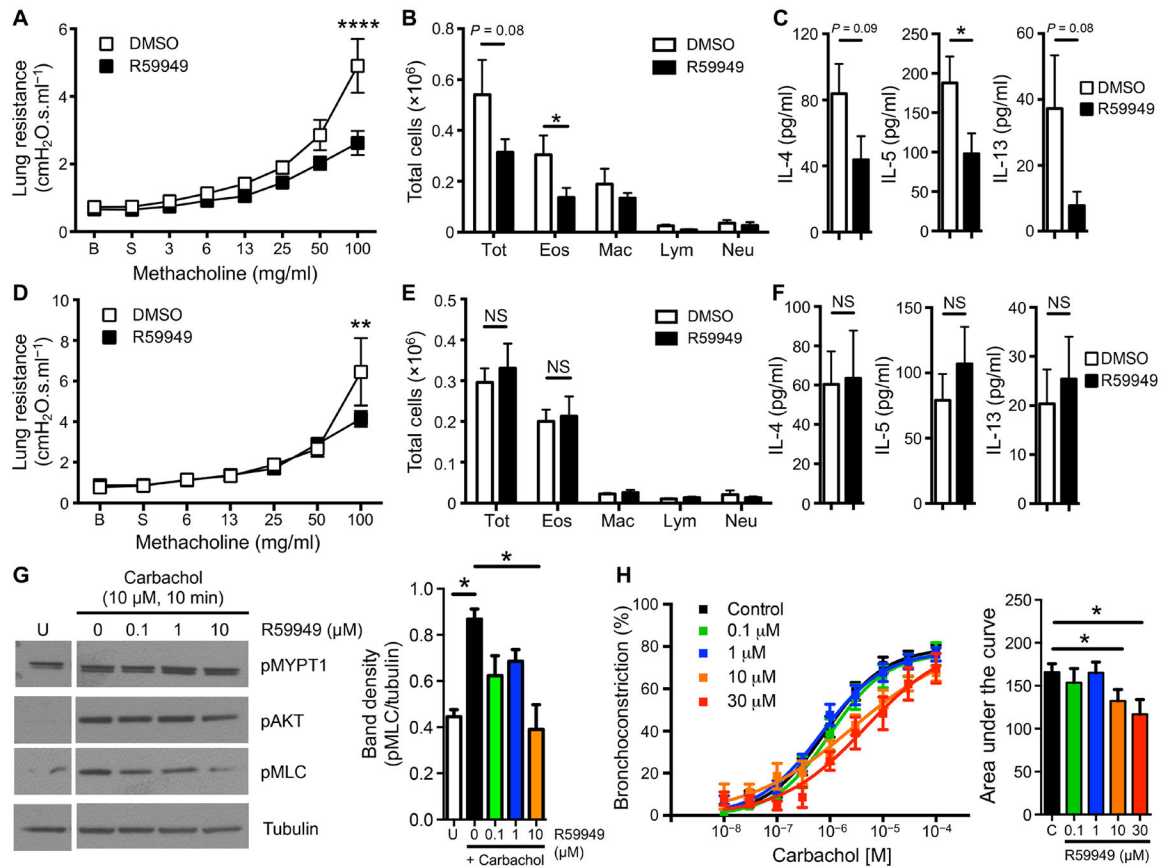 A
DMSO
R59949
****
Lung resistance
(cmH₂O.s.ml⁻¹)
6
4
2
0
B S 3 6 13 25 50 100
Methacholine (mg/ml)
B
P = 0.08
*
DMSO
R59949
Total cells (×10⁶)
0.8
0.6
0.4
0.2
0
Tot Eos Mac Lym Neu
C
P = 0.09
IL-4 (pg/ml)
120
80
40
0
*
IL-5 (pg/ml)
250
200
150
100
50
0
P = 0.08
IL-13 (pg/ml)
60
40
20
0
DMSO
R59949
D
DMSO
R59949
**
Lung resistance
(cmH₂O.s.ml⁻¹)
10
8
6
4
2
0
B S 6 13 25 50 100
Methacholine (mg/ml)
E
NS
NS
DMSO
R59949
Total cells (×10⁶)
0.5
0.4
0.3
0.2
0.1
0
Tot Eos Mac Lym Neu
F
NS
IL-4 (pg/ml)
100
80
60
40
20
0
NS
IL-5 (pg/ml)
150
100
50
0
NS
IL-13 (pg/ml)
40
30
20
10
0
DMSO
R59949
G
Carbachol
(10 µM, 10 min)
U 0 0.1 1 10 R59949 (µM)
pMYPT1
pAKT
pMLC
Tubulin
*
*
Band density
(pMLC/tubulin)
1.0
0.8
0.6
0.4
0.2
0.0
U 0 0.1 1 10 R59949
(µM)
+ Carbachol
H
Control
0.1 µM
1 µM
10 µM
30 µM
Bronchoconstriction (%)
100
80
60
40
20
0
10⁻⁸ 10⁻⁷ 10⁻⁶ 10⁻⁵ 10⁻⁴
Carbachol [M]
*
*
Area under the curve
250
200
150
100
50
0
C 0.1 1 10 30
R59949 (µM)